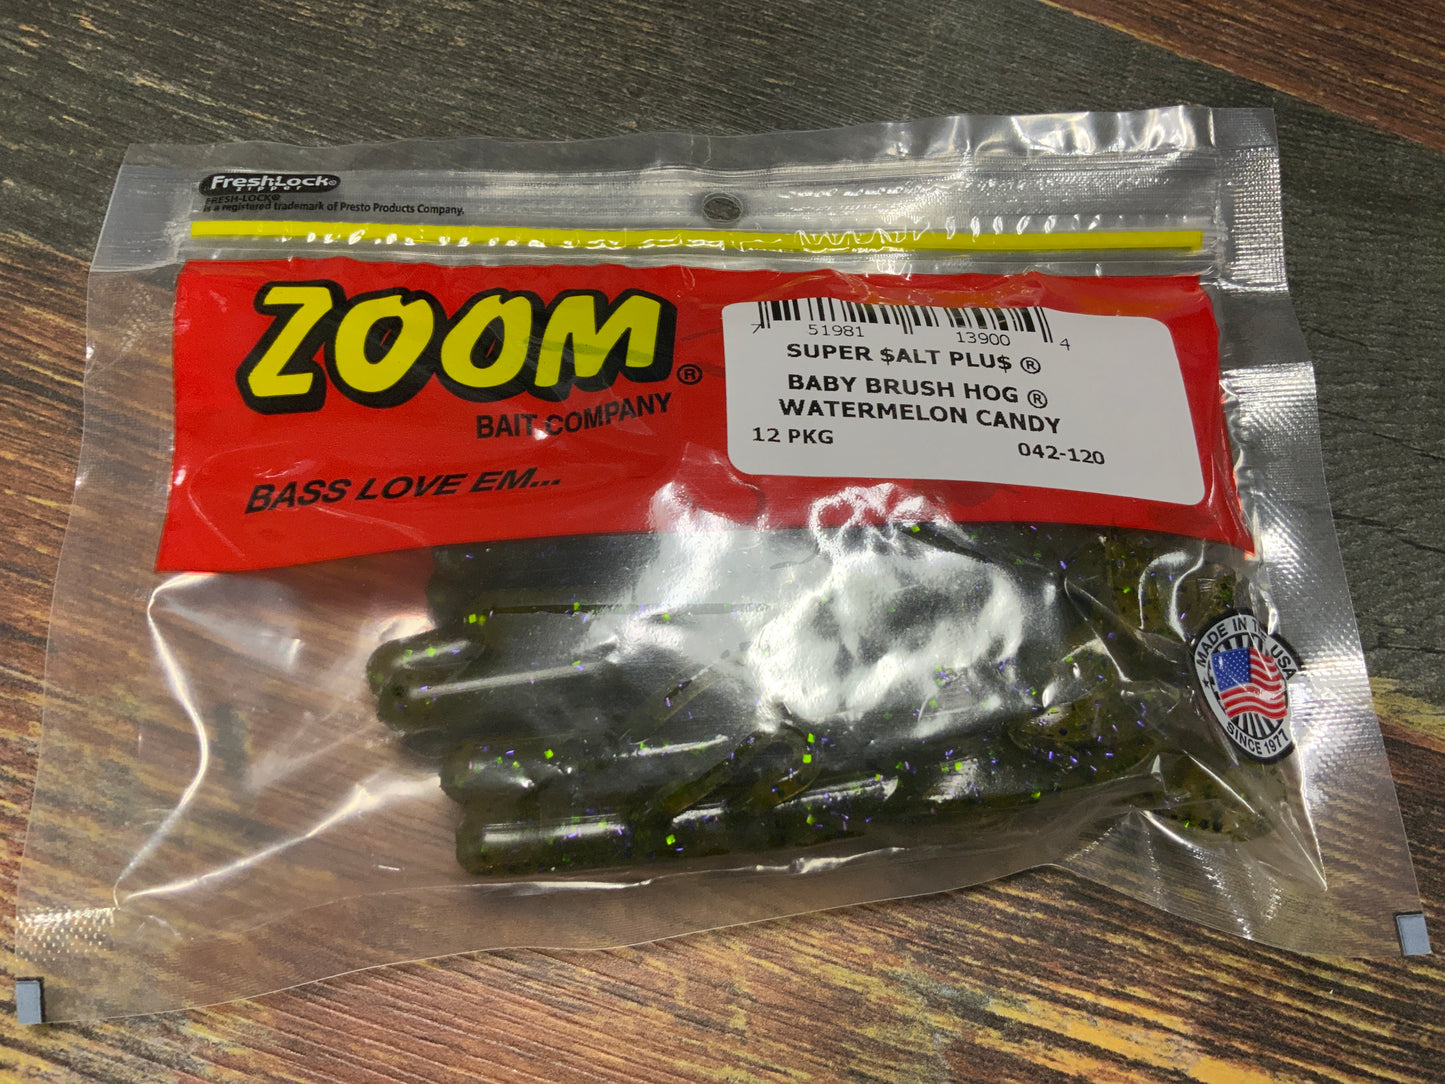 FreshLock®
zipper
FRESH-LOCK®
is a registered trademark of Presto Products Company.
ZOOM®
BAIT COMPANY
BASS LOVE EM...
7 51981 13900 4
SUPER $ALT PLU$ ®
BABY BRUSH HOG ®
WATERMELON CANDY
12 PKG 042-120
MADE IN THE USA
SINCE 1977